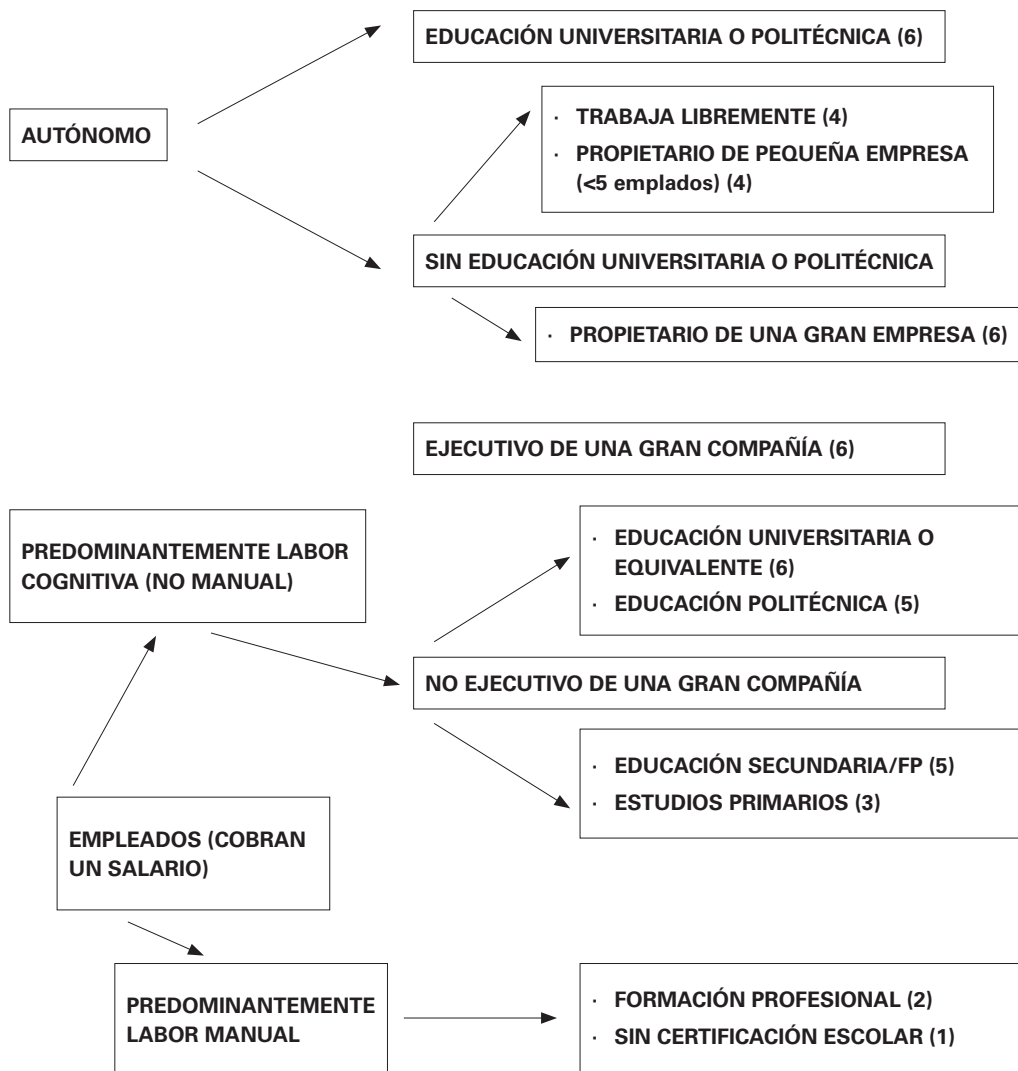 EDUCACIÓN UNIVERSITARIA O POLITÉCNICA (6)
AUTÓNOMO
· TRABAJA LIBREMENTE (4)
· PROPIETARIO DE PEQUEÑA EMPRESA
(<5 emplados) (4)
SIN EDUCACIÓN UNIVERSITARIA O POLITÉCNICA
· PROPIETARIO DE UNA GRAN EMPRESA (6)
EJECUTIVO DE UNA GRAN COMPAÑÍA (6)
PREDOMINANTEMENTE LABOR
COGNITIVA (NO MANUAL)
· EDUCACIÓN UNIVERSITARIA O
EQUIVALENTE (6)
· EDUCACIÓN POLITÉCNICA (5)
NO EJECUTIVO DE UNA GRAN COMPAÑÍA
· EDUCACIÓN SECUNDARIA/FP (5)
· ESTUDIOS PRIMARIOS (3)
EMPLEADOS (COBRAN
UN SALARIO)
PREDOMINANTEMENTE
LABOR MANUAL
· FORMACIÓN PROFESIONAL (2)
· SIN CERTIFICACIÓN ESCOLAR (1)